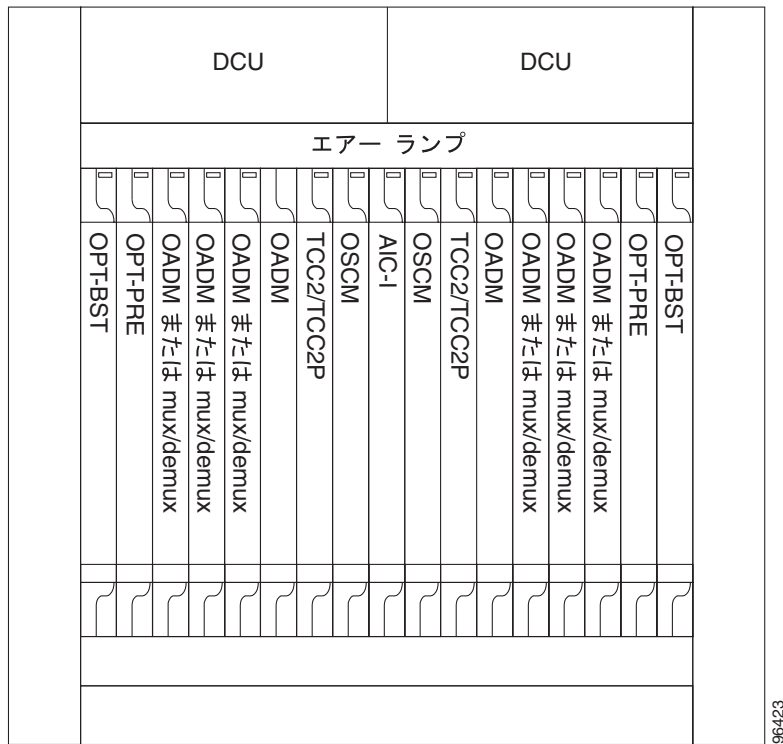 DCU
DCU
エアー ランプ
OPT-BST
OPT-PRE
OADM または mux/demux
OADM または mux/demux
OADM または mux/demux
OADM
TCC2/TCC2P
OSCM
AIC-I
OSCM
TCC2/TCC2P
OADM
OADM または mux/demux
OADM または mux/demux
OADM または mux/demux
OPT-PRE
OPT-BST
96423